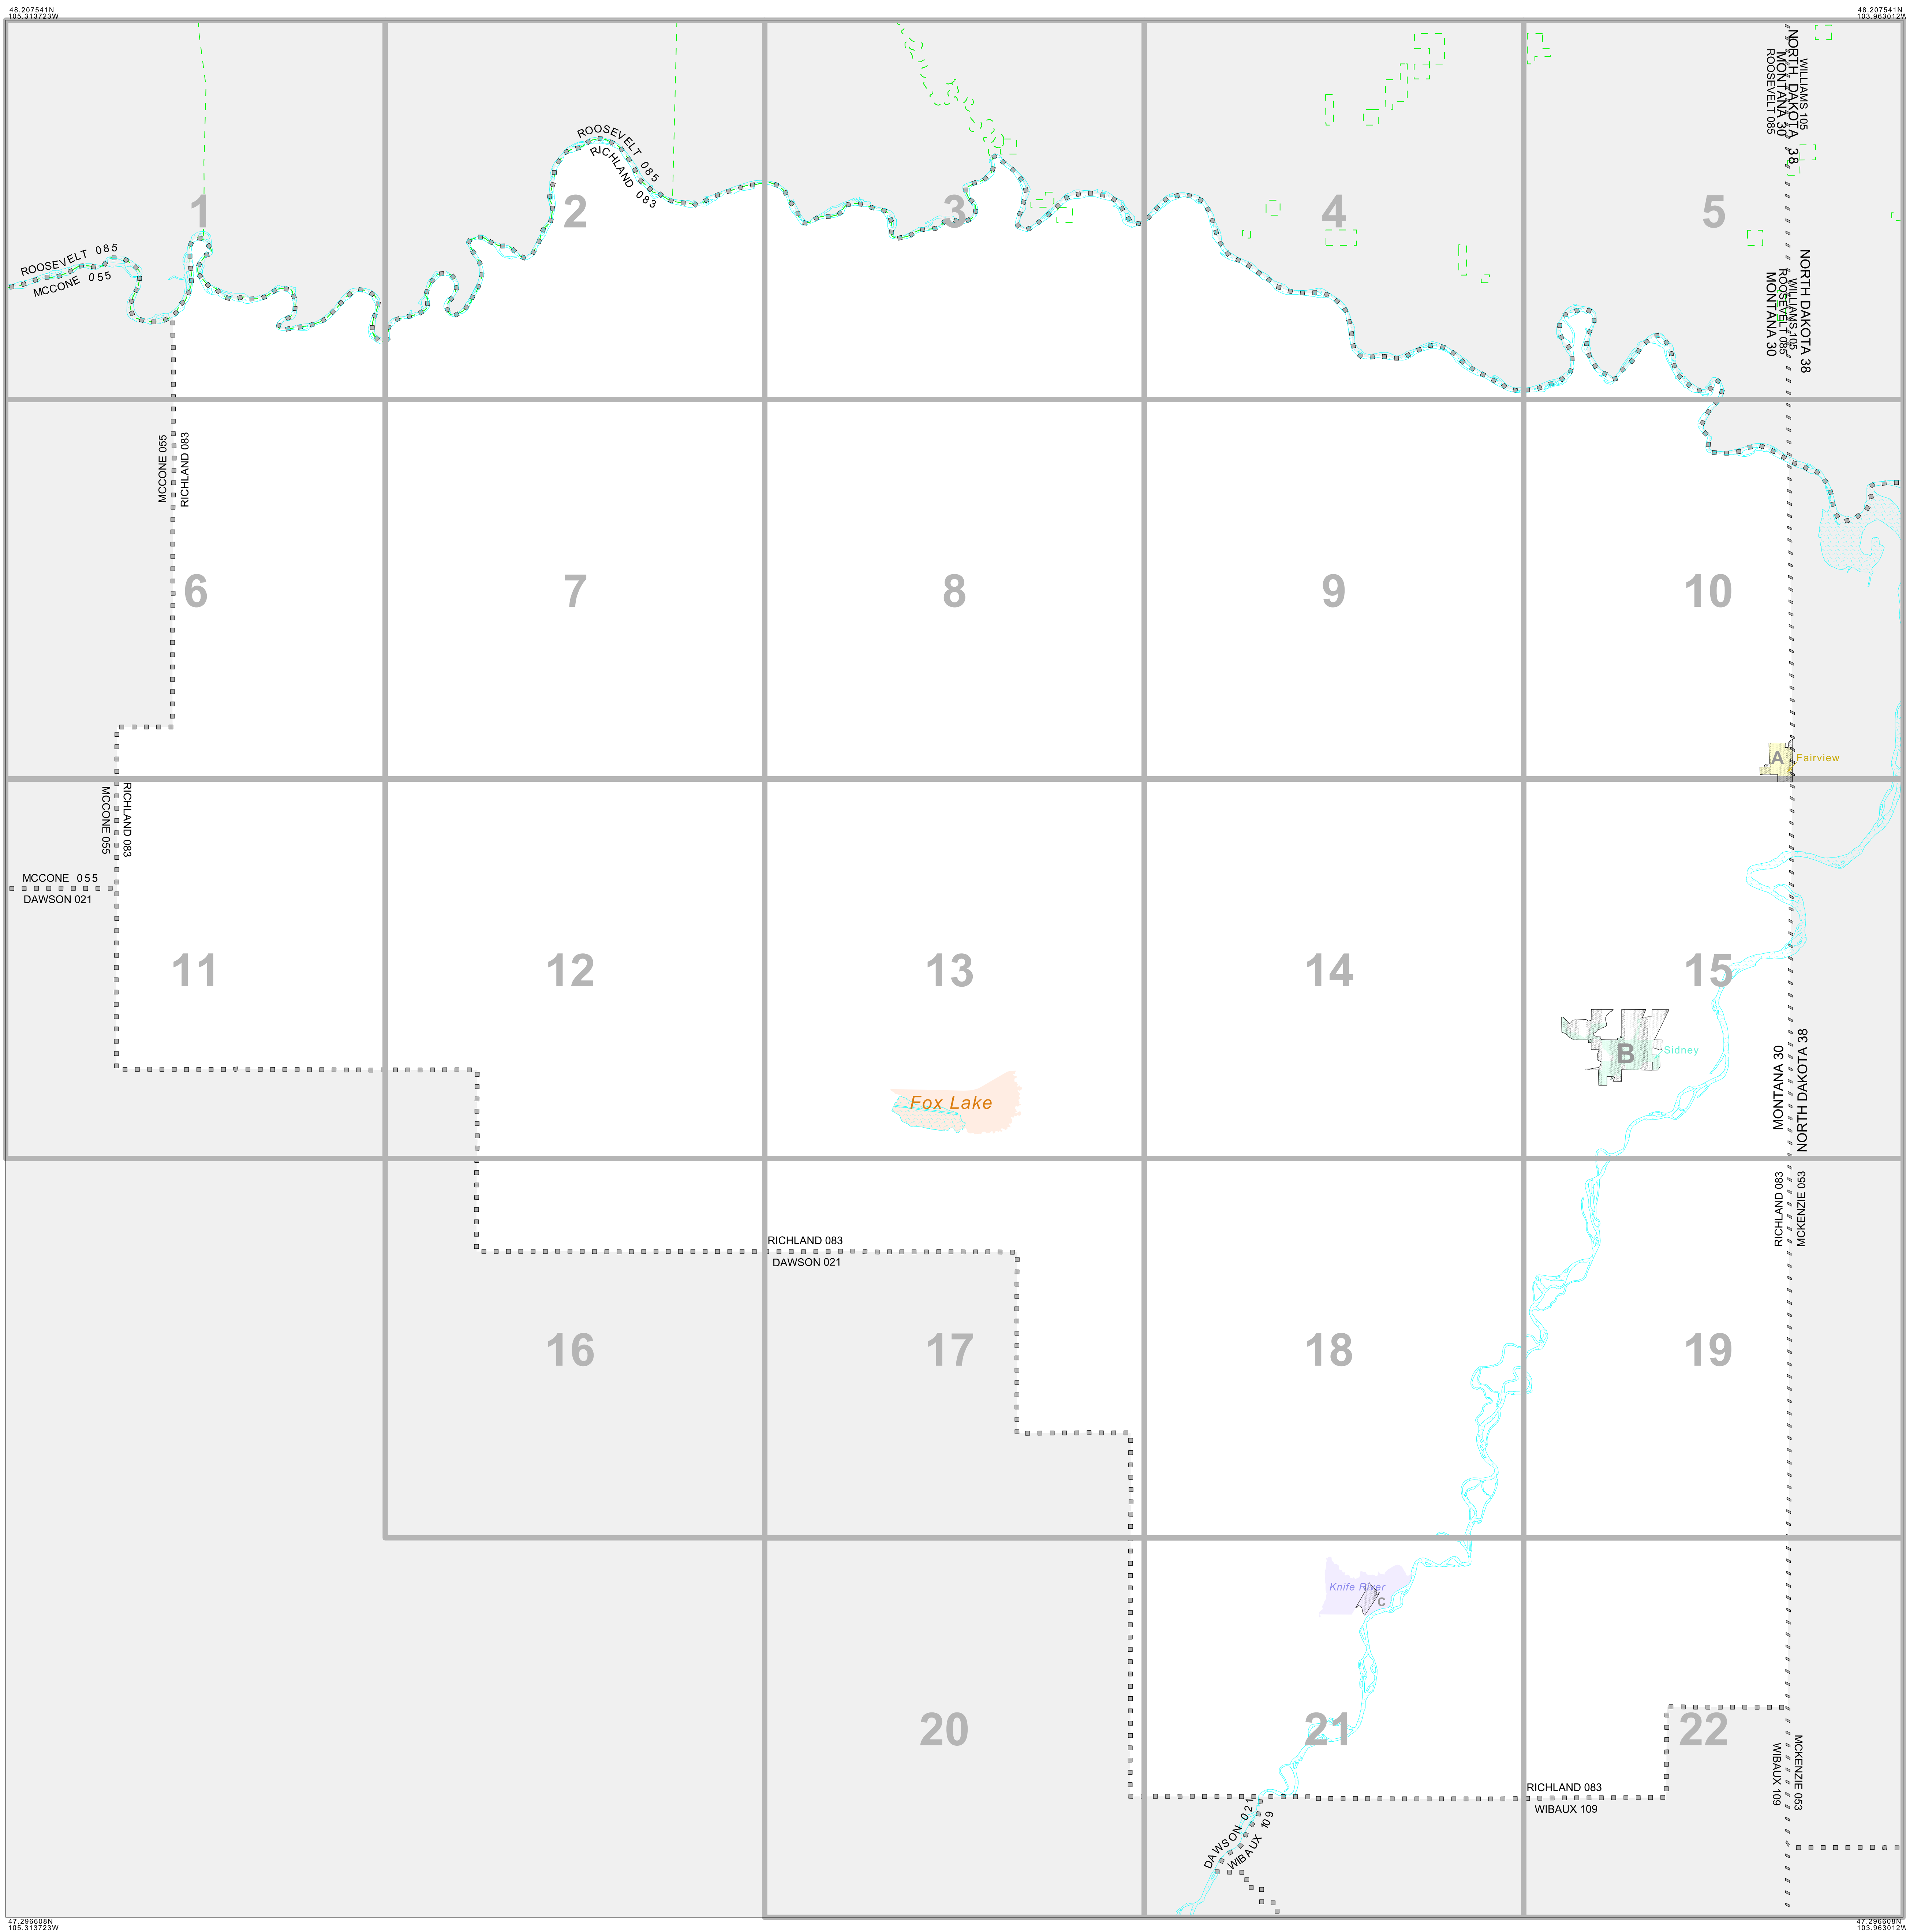 48.207541N
105.313723W
48.207541N
103.963012W
NORTH DAKOTA 38
MONTANA 30
WILLIAMS 105
ROOSEVELT 085
ROOSEVELT 085
RICHLAND 083
1
2
3
4
5
ROOSEVELT 085
MCCONE 055
NORTH DAKOTA 38
WILLIAMS 105
ROOSEVELT 085
MONTANA 30
MCCONE 055
RICHLAND 083
6
7
8
9
10
A
Fairview
RICHLAND 083
MCCONE 055
MCCONE 055
DAWSON 021
11
12
13
14
15
B
Sidney
Fox Lake
MONTANA 30
NORTH DAKOTA 38
RICHLAND 083
MCKENZIE 053
RICHLAND 083
DAWSON 021
16
17
18
19
Knife River
C
20
21
22
MCKENZIE 053
WIBAUX 109
RICHLAND 083
WIBAUX 109
DAWSON 021
WIBAUX 109
47.296608N
105.313723W
47.296608N
103.963012W